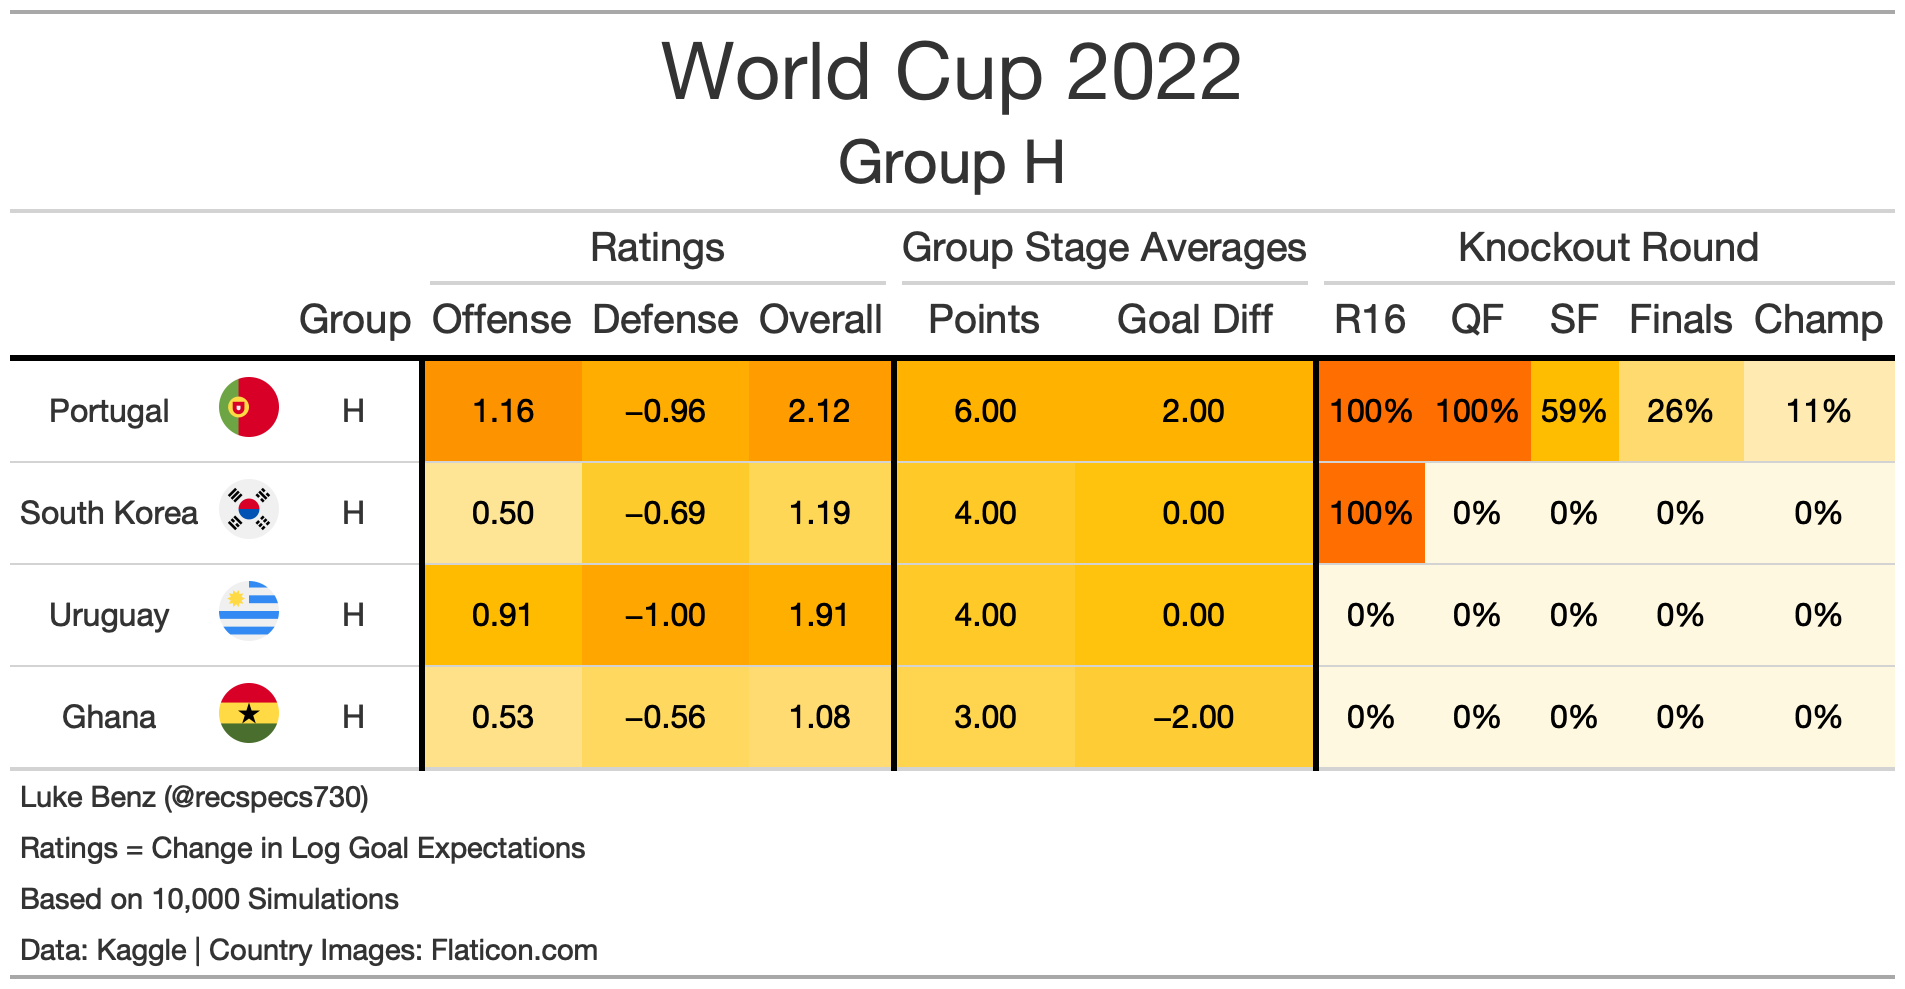 World Cup 2022
Group H
Ratings Group Stage Averages Knockout Round
Group Offense Defense Overall Points Goal Diff R16 QF SF Finals Champ
Portugal H 1.16 −0.96 2.12 6.00 2.00 100% 100% 59% 26% 11%
South Korea H 0.50 −0.69 1.19 4.00 0.00 100% 0% 0% 0% 0%
Uruguay H 0.91 −1.00 1.91 4.00 0.00 0% 0% 0% 0% 0%
Ghana H 0.53 −0.56 1.08 3.00 −2.00 0% 0% 0% 0% 0%
Luke Benz (@recspecs730)
Ratings = Change in Log Goal Expectations
Based on 10,000 Simulations
Data: Kaggle | Country Images: Flaticon.com